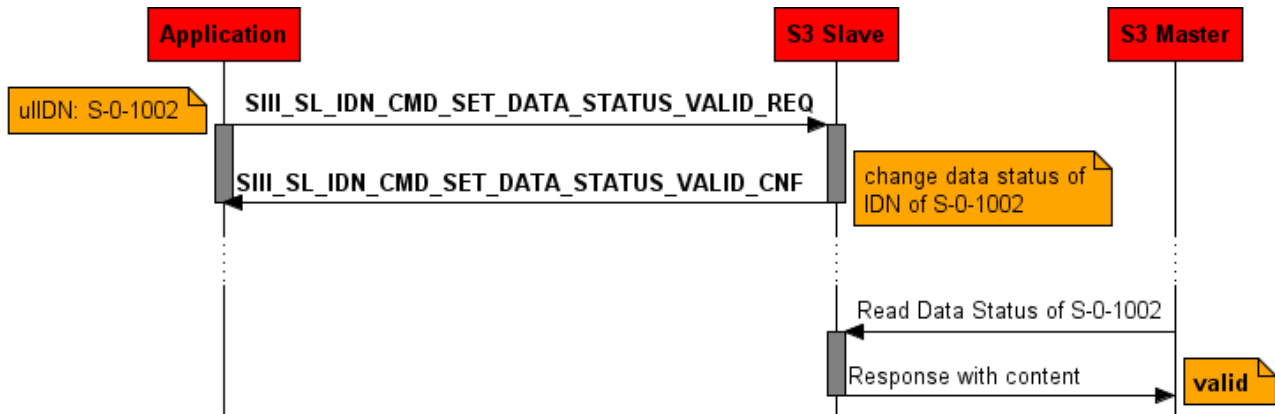 Application
S3 Slave
S3 Master
ulIDN: S-0-1002
SIII_SL_IDN_CMD_SET_DATA_STATUS_VALID_REQ
SIII_SL_IDN_CMD_SET_DATA_STATUS_VALID_CNF
change data status of
IDN of S-0-1002
Read Data Status of S-0-1002
Response with content
valid